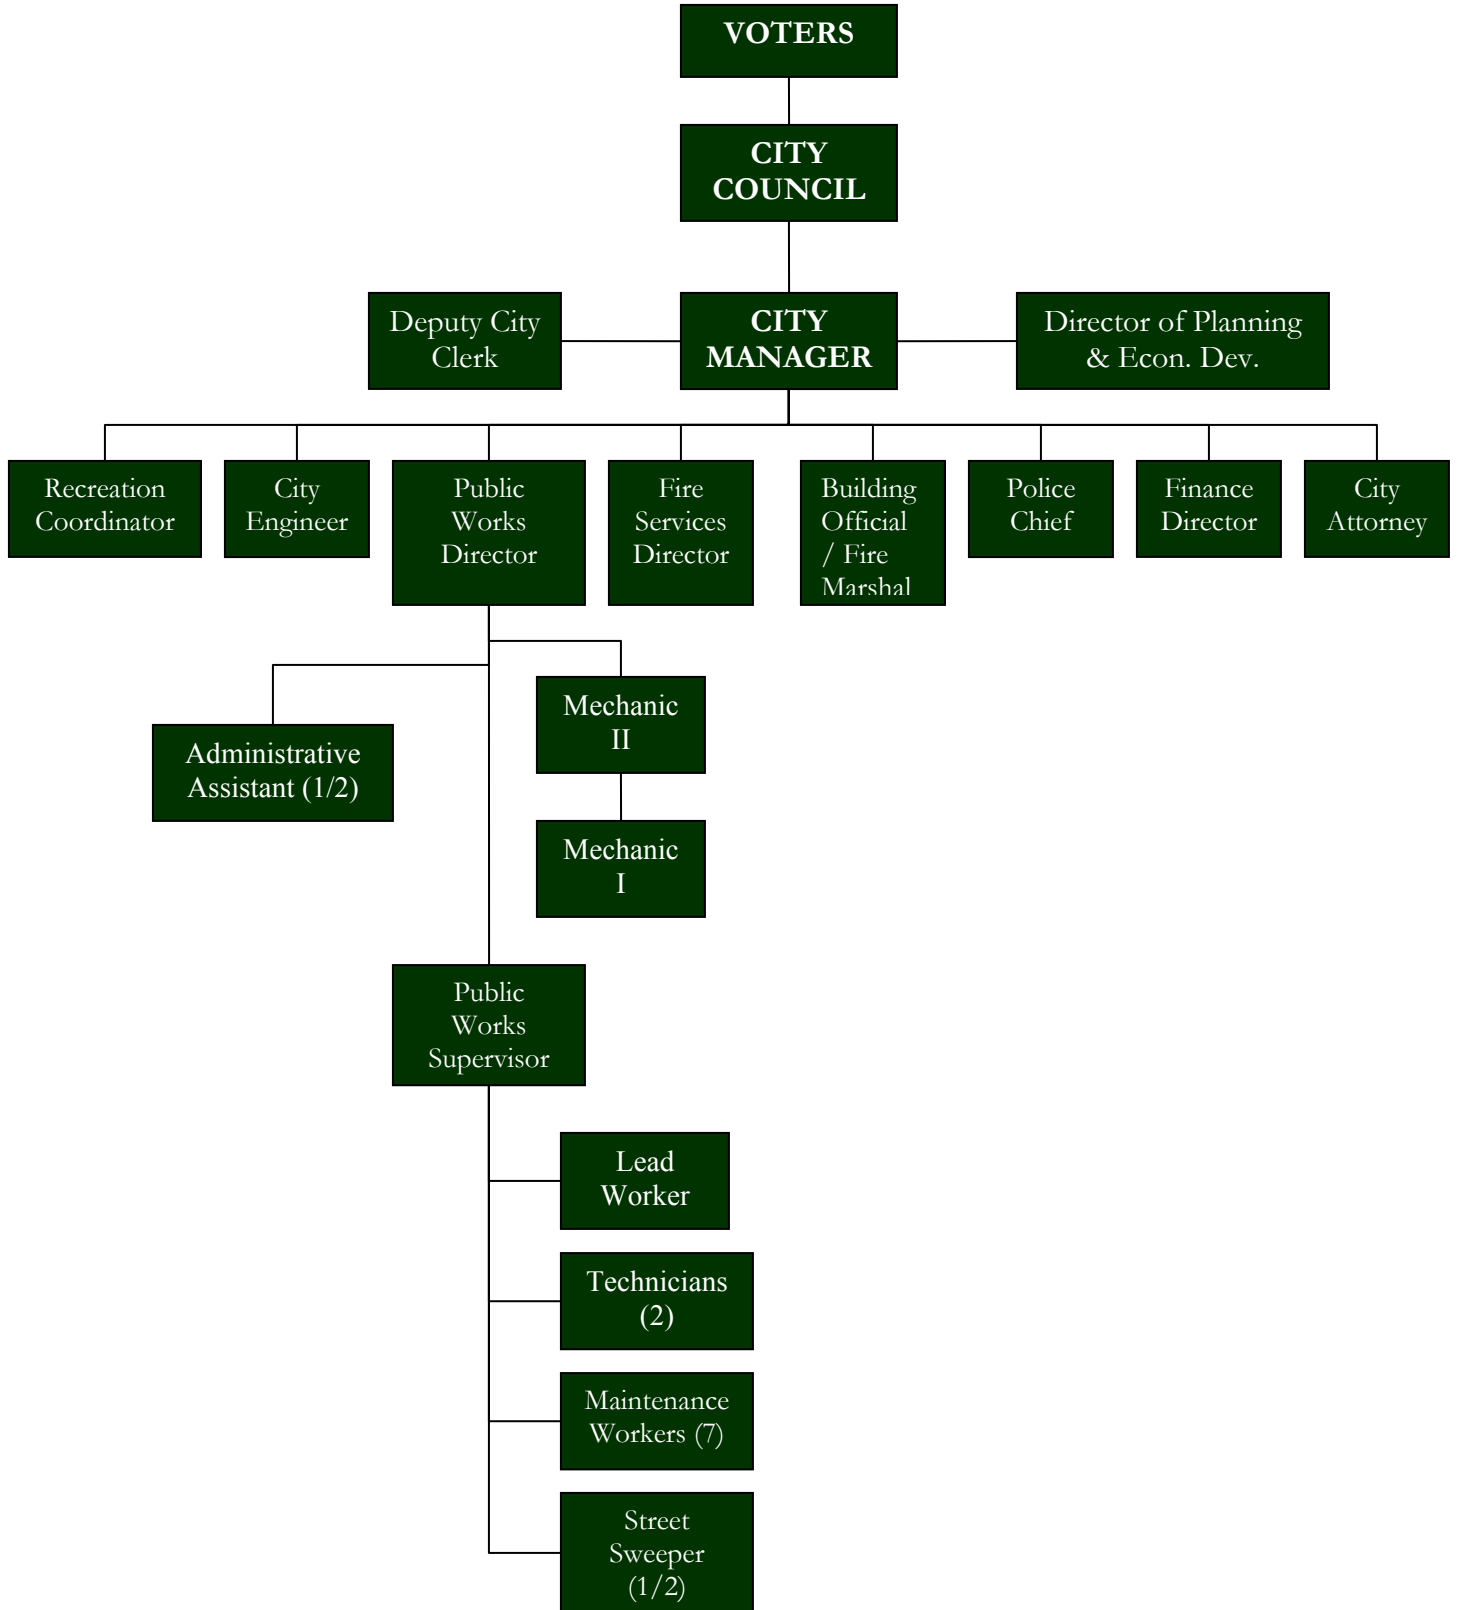 VOTERS
CITY
COUNCIL
Deputy City
Clerk
CITY
MANAGER
Director of Planning
& Econ. Dev.
Recreation
Coordinator
City
Engineer
Public
Works
Director
Fire
Services
Director
Building
Official
/ Fire
Marshal
Police
Chief
Finance
Director
City
Attorney
Mechanic
II
Administrative
Assistant (1/2)
Mechanic
I
Public
Works
Supervisor
Lead
Worker
Technicians
(2)
Maintenance
Workers (7)
Street
Sweeper
(1/2)